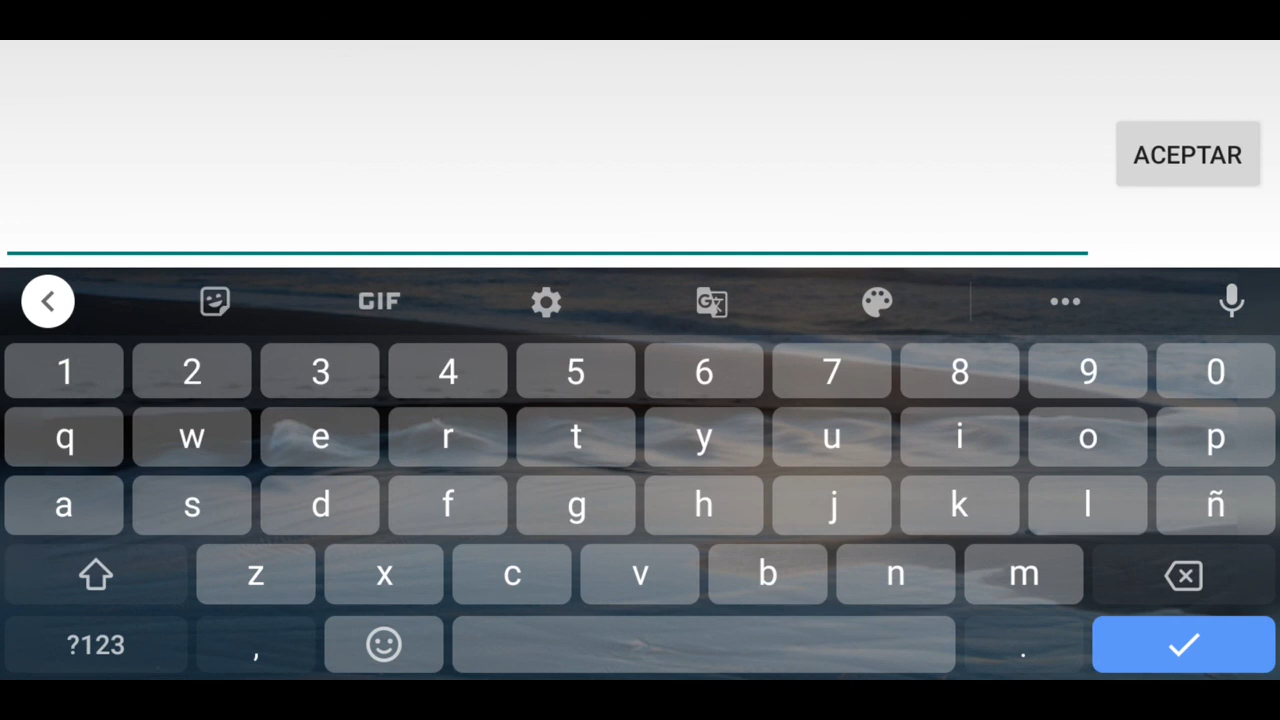 ACEPTAR
GIF
1 2 3 4 5 6 7 8 9 0
q w e r t y u i o p
a s d f g h j k l ñ
z x c v b n m
?123 , .